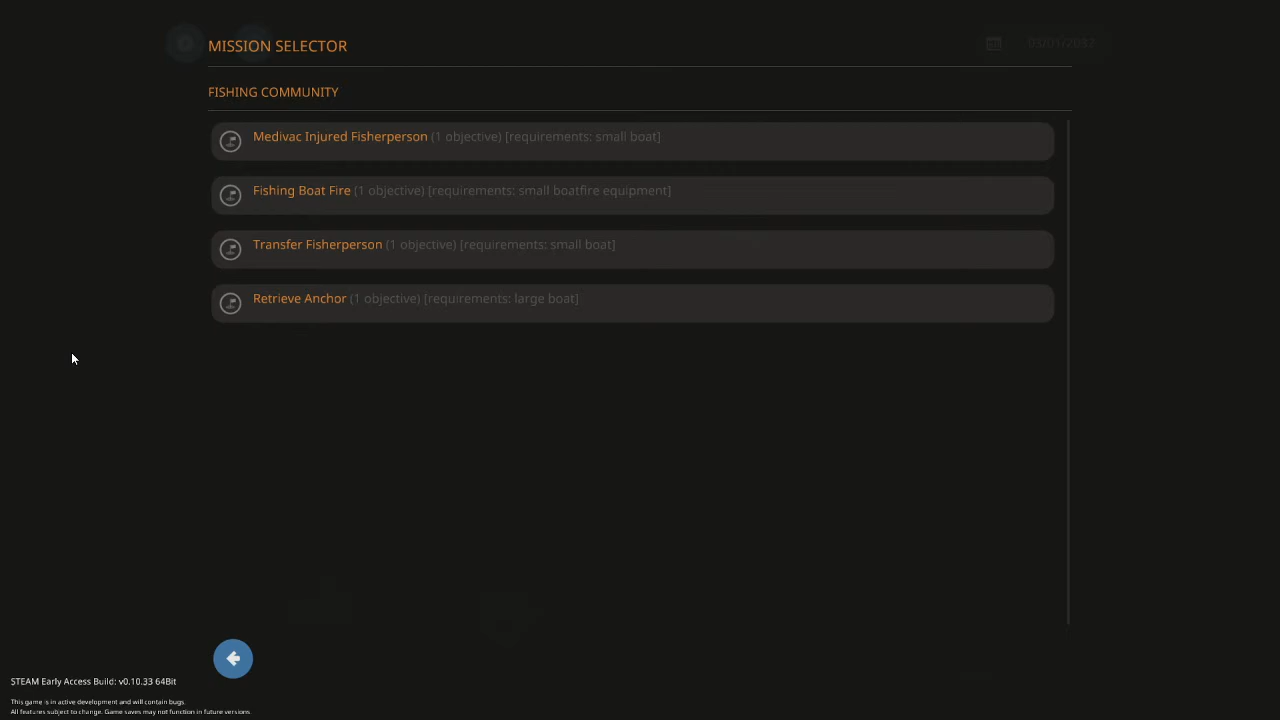 MISSION SELECTOR
03/01/2032
FISHING COMMUNITY
Medivac Injured Fisherperson (1 objective) [requirements: small boat]
Fishing Boat Fire (1 objective) [requirements: small boatfire equipment]
Transfer Fisherperson (1 objective) [requirements: small boat]
Retrieve Anchor (1 objective) [requirements: large boat]
STEAM Early Access Build: v0.10.33 64Bit
This game is in active development and will contain bugs.
All features subject to change. Game saves may not function in future versions